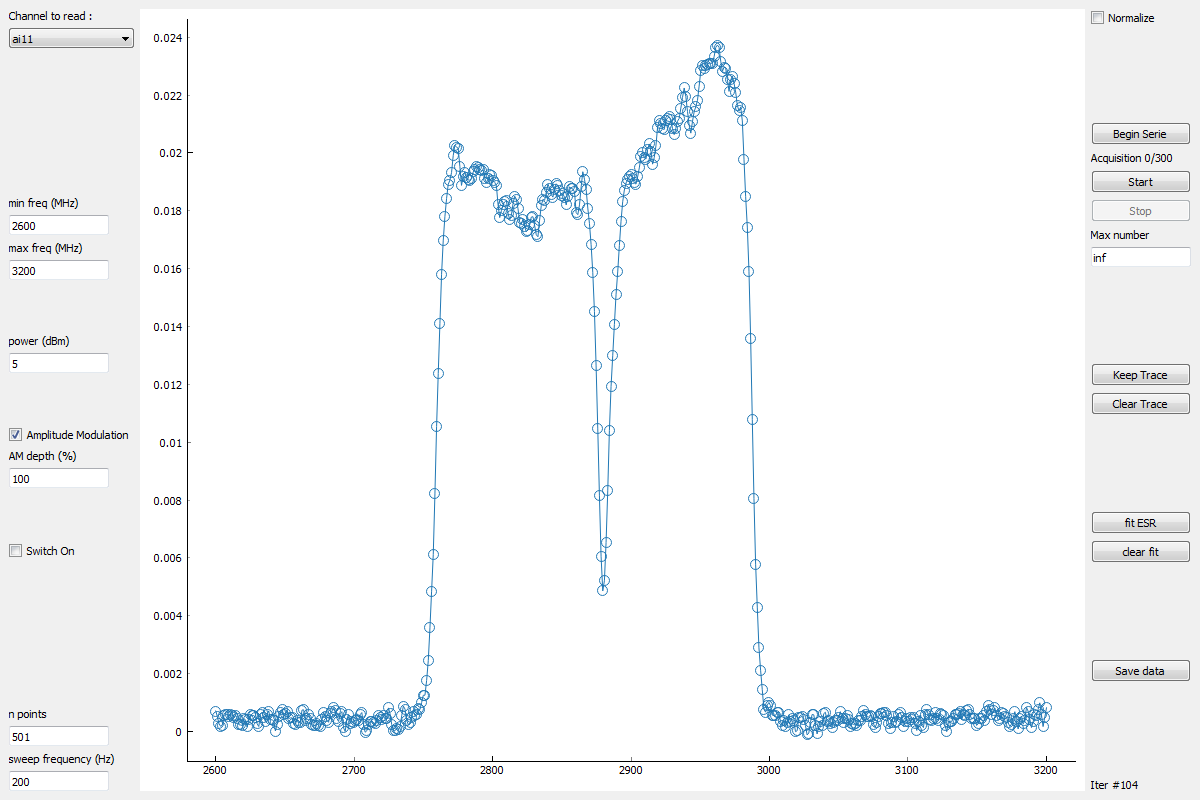 Channel to read :
ai11
min freq (MHz)
2600
max freq (MHz)
3200
power (dBm)
5
Amplitude Modulation
AM depth (%)
100
Switch On
n points
501
sweep frequency (Hz)
200
0.024
0.022
0.02
0.018
0.016
0.014
0.012
0.01
0.008
0.006
0.004
0.002
0
2600 2700 2800 2900 3000 3100 3200
Normalize
Begin Serie
Acquisition 0/300
Start
Stop
Max number
inf
Keep Trace
Clear Trace
fit ESR
clear fit
Save data
Iter #104